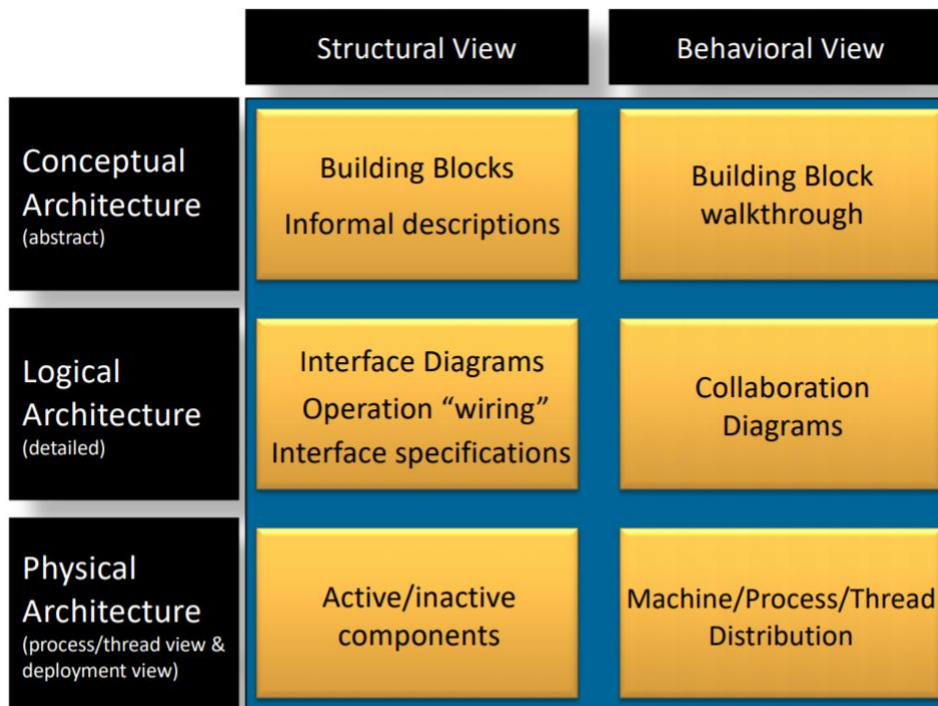 Structural View
Behavioral View
Conceptual
Architecture
(abstract)
Building Blocks
Informal descriptions
Building Block
walkthrough
Logical
Architecture
(detailed)
Interface Diagrams
Operation “wiring”
Interface specifications
Collaboration
Diagrams
Physical
Architecture
(process/thread view &
deployment view)
Active/inactive
components
Machine/Process/Thread
Distribution